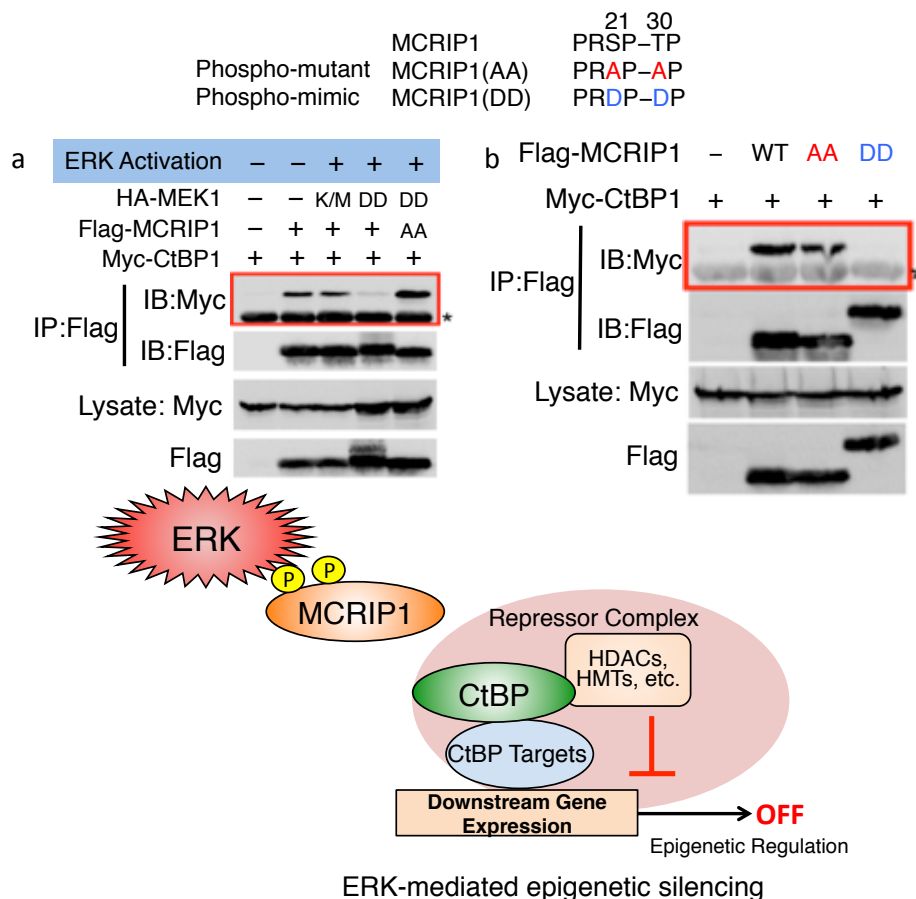 21 30
MCRIP1 PRSP–TP
Phospho-mutant MCRIP1(AA) PRAP–AP
Phospho-mimic MCRIP1(DD) PRDP–DP
a
ERK Activation – – + + +
HA-MEK1 – – K/M DD DD
Flag-MCRIP1 – + + + AA
Myc-CtBP1 + + + + +
IP:Flag
IB:Myc *
IB:Flag
Lysate: Myc
Flag
b
Flag-MCRIP1 – WT AA DD
Myc-CtBP1 + + + +
IP:Flag
IB:Myc *
IB:Flag
Lysate: Myc
Flag
ERK
P P
MCRIP1
Repressor Complex
HDACs,
HMTs, etc.
CtBP
CtBP Targets
Downstream Gene
Expression
OFF
Epigenetic Regulation
ERK-mediated epigenetic silencing